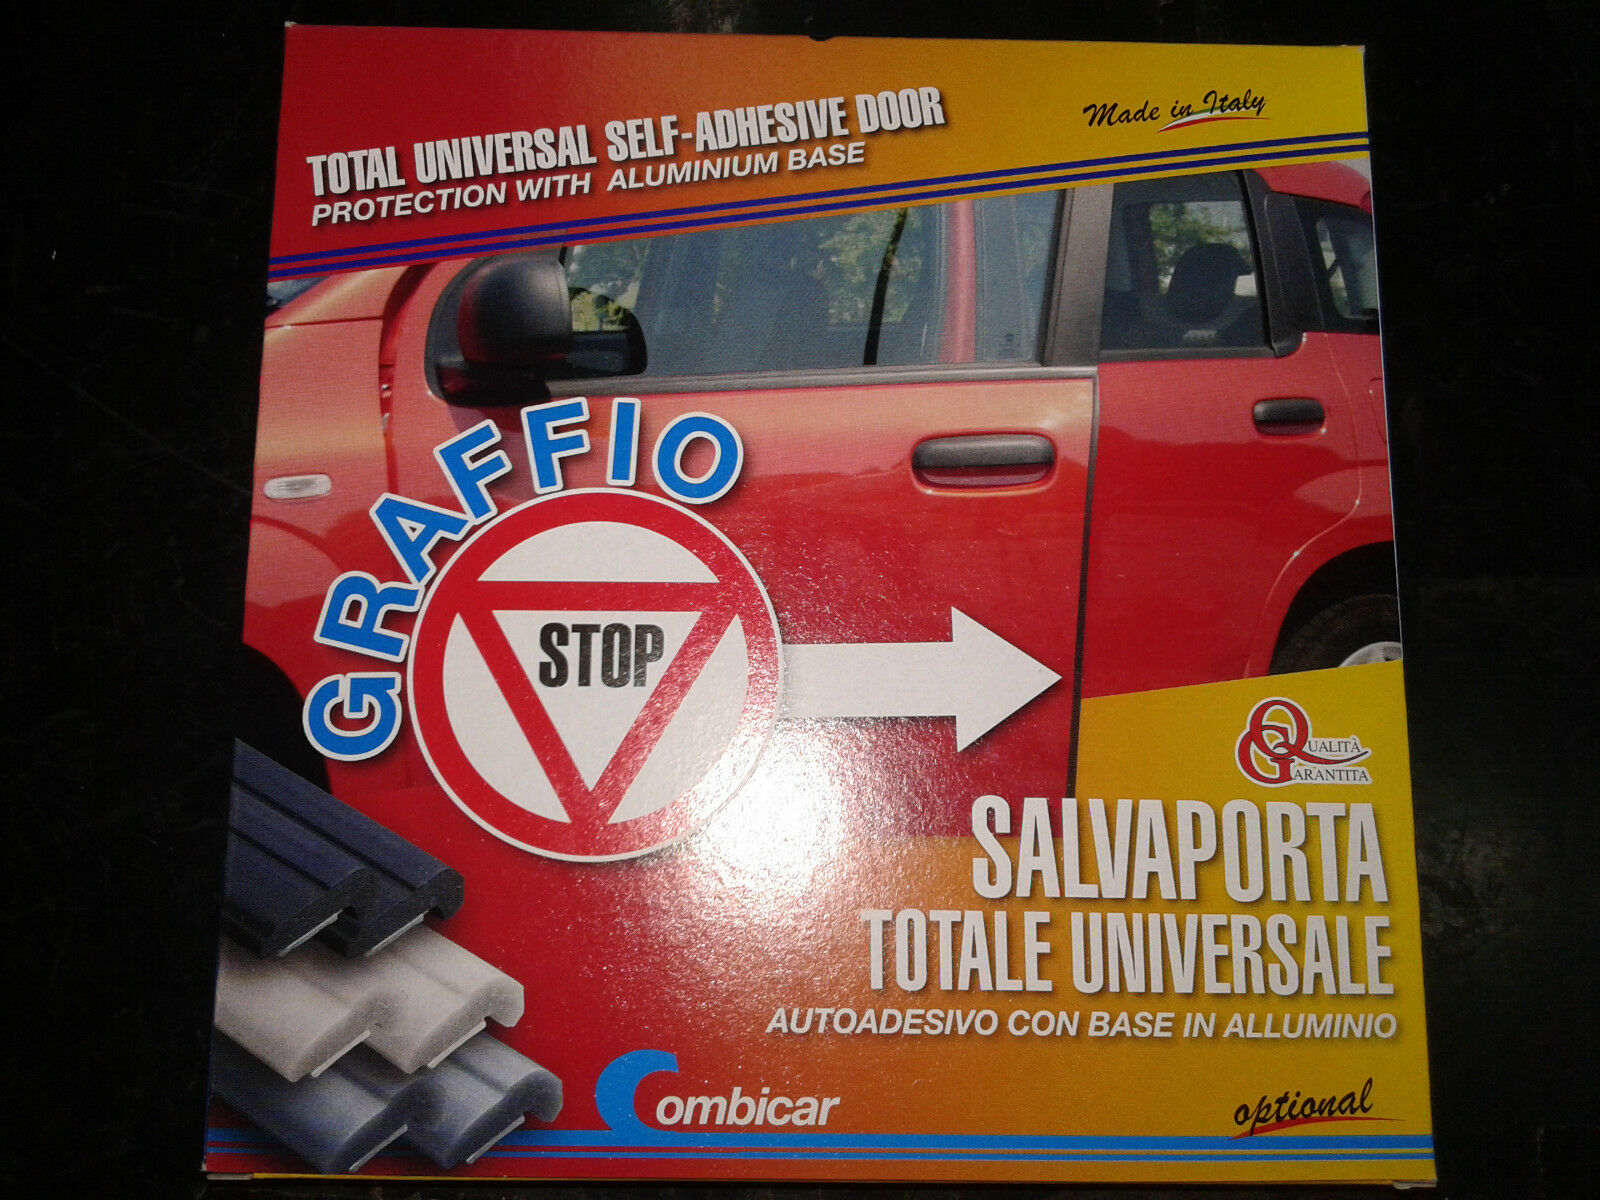 TOTAL UNIVERSAL SELF-ADHESIVE DOOR
PROTECTION WITH ALUMINIUM BASE
Made in Italy
GRAFFIO
STOP
QUALITÀ
GARANTITA
SALVAPORTA
TOTALE UNIVERSALE
AUTOADESIVO CON BASE IN ALLUMINIO
Combicar
optional